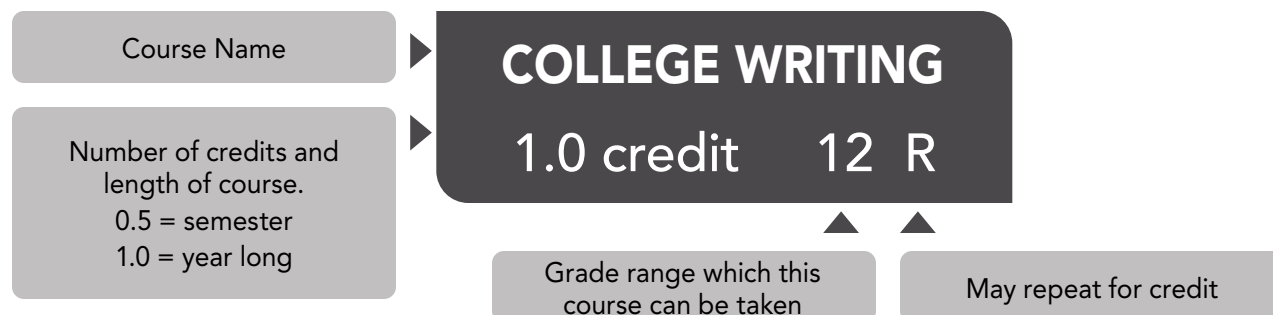 Course Name
COLLEGE WRITING
Number of credits and
length of course.
0.5 = semester
1.0 = year long
1.0 credit 12 R
Grade range which this
course can be taken
May repeat for credit